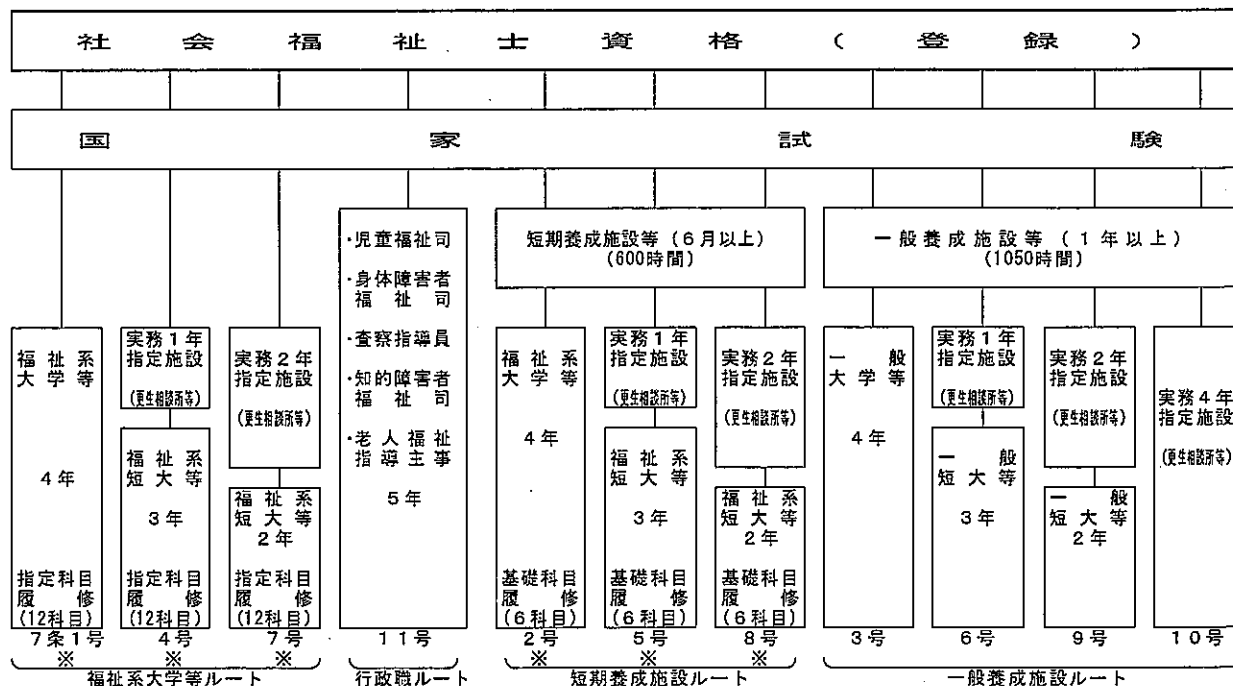 社会福祉士資格（登録）
国家試験
・児童福祉司
・身体障害者
福祉司
・査察指導員
・知的障害者
福祉司
・老人福祉
指導主事
5年
短期養成施設等（6月以上）
(600時間)
一般養成施設等（1年以上）
(1050時間)
福祉系
大学等
4年
指定科目
履修
(12科目)
実務1年
指定施設
(更生相談所等)
福祉系
短大等
3年
指定科目
履修
(12科目)
実務2年
指定施設
(更生相談所等)
福祉系
短大等
2年
指定科目
履修
(12科目)
福祉系
大学等
4年
基礎科目
履修
(6科目)
実務1年
指定施設
(更生相談所等)
福祉系
短大等
3年
基礎科目
履修
(6科目)
実務2年
指定施設
(更生相談所等)
福祉系
短大等
2年
基礎科目
履修
(6科目)
一般
大学等
4年
実務1年
指定施設
(更生相談所等)
一般
短大等
3年
実務2年
指定施設
(更生相談所等)
一般
短大等
2年
実務4年
指定施設
(更生相談所等)
7条1号 4号 7号 11号 2号 5号 8号 3号 6号 9号 10号
※ ※ ※ ※ ※ ※
福祉系大学等ルート 行政職ルート 短期養成施設ルート 一般養成施設ルート